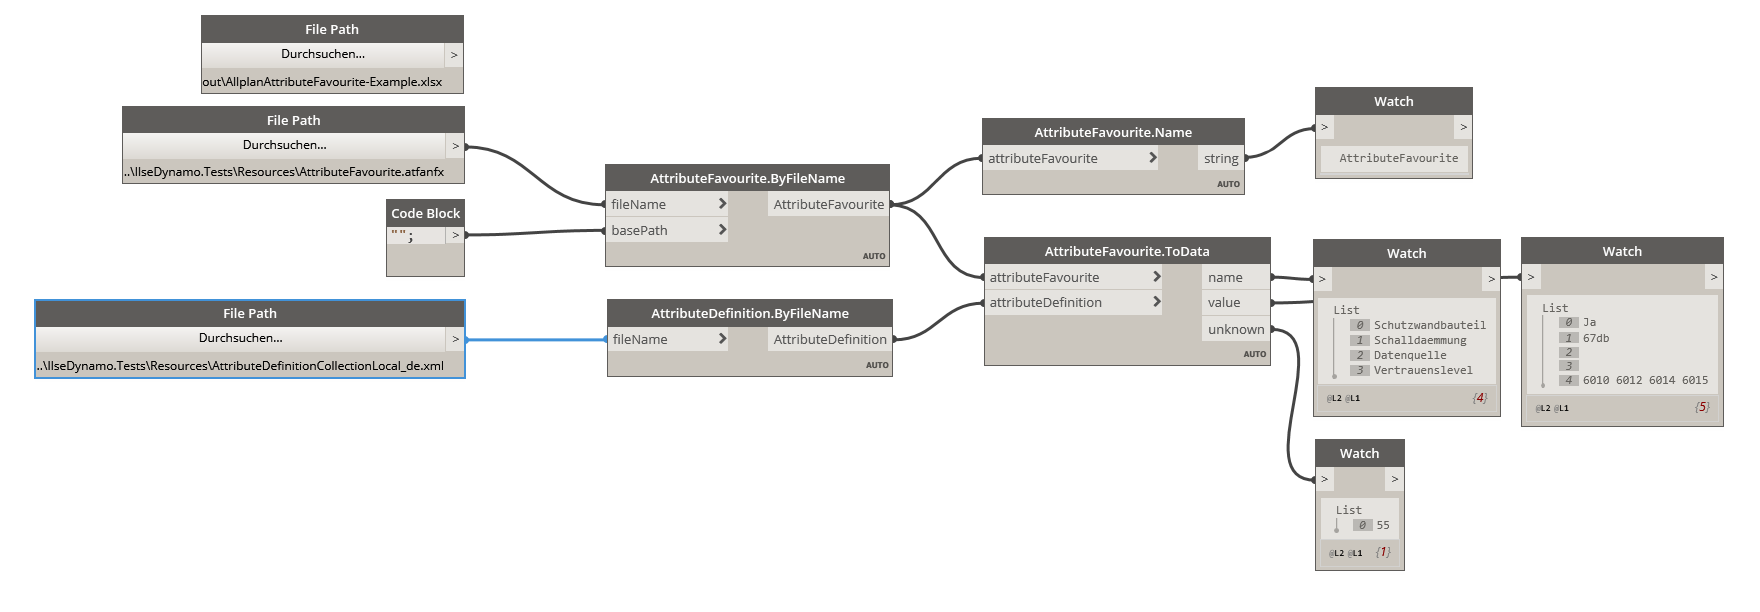 File Path
Durchsuchen... >
out\AllplanAttributeFavourite-Example.xlsx
File Path
Durchsuchen... >
..\IlseDynamo.Tests\Resources\AttributeFavourite.atfanfx
Code Block
""; >
File Path
Durchsuchen... >
..\IlseDynamo.Tests\Resources\AttributeDefinitionCollectionLocal_de.xml
AttributeFavourite.ByFileName
fileName > AttributeFavourite
basePath >
AUTO
AttributeDefinition.ByFileName
fileName > AttributeDefinition
AUTO
AttributeFavourite.Name
attributeFavourite > string
AUTO
AttributeFavourite.ToData
attributeFavourite > name
attributeDefinition > value
unknown
AUTO
Watch
> >
AttributeFavourite
Watch
> >
List
0 Schutzwandbauteil
1 Schalldaemmung
2 Datenquelle
3 Vertrauenslevel
@L2 @L1 {4}
Watch
> >
List
0 Ja
1 67db
2
3
4 6010 6012 6014 6015
@L2 @L1 {5}
Watch
> >
List
0 55
@L2 @L1 {1}